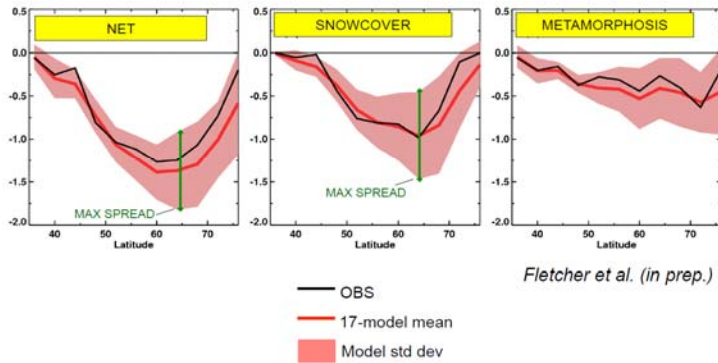 NET
SNOWCOVER
METAMORPHOSIS
0.5
0.0
-0.5
-1.0
-1.5
-2.0
MAX SPREAD
40 50 60 70
Latitude
0.5
0.0
-0.5
-1.0
-1.5
-2.0
MAX SPREAD
40 50 60 70
Latitude
0.5
0.0
-0.5
-1.0
-1.5
-2.0
40 50 60 70
Latitude
Fletcher et al. (in prep.)
OBS
17-model mean
Model std dev